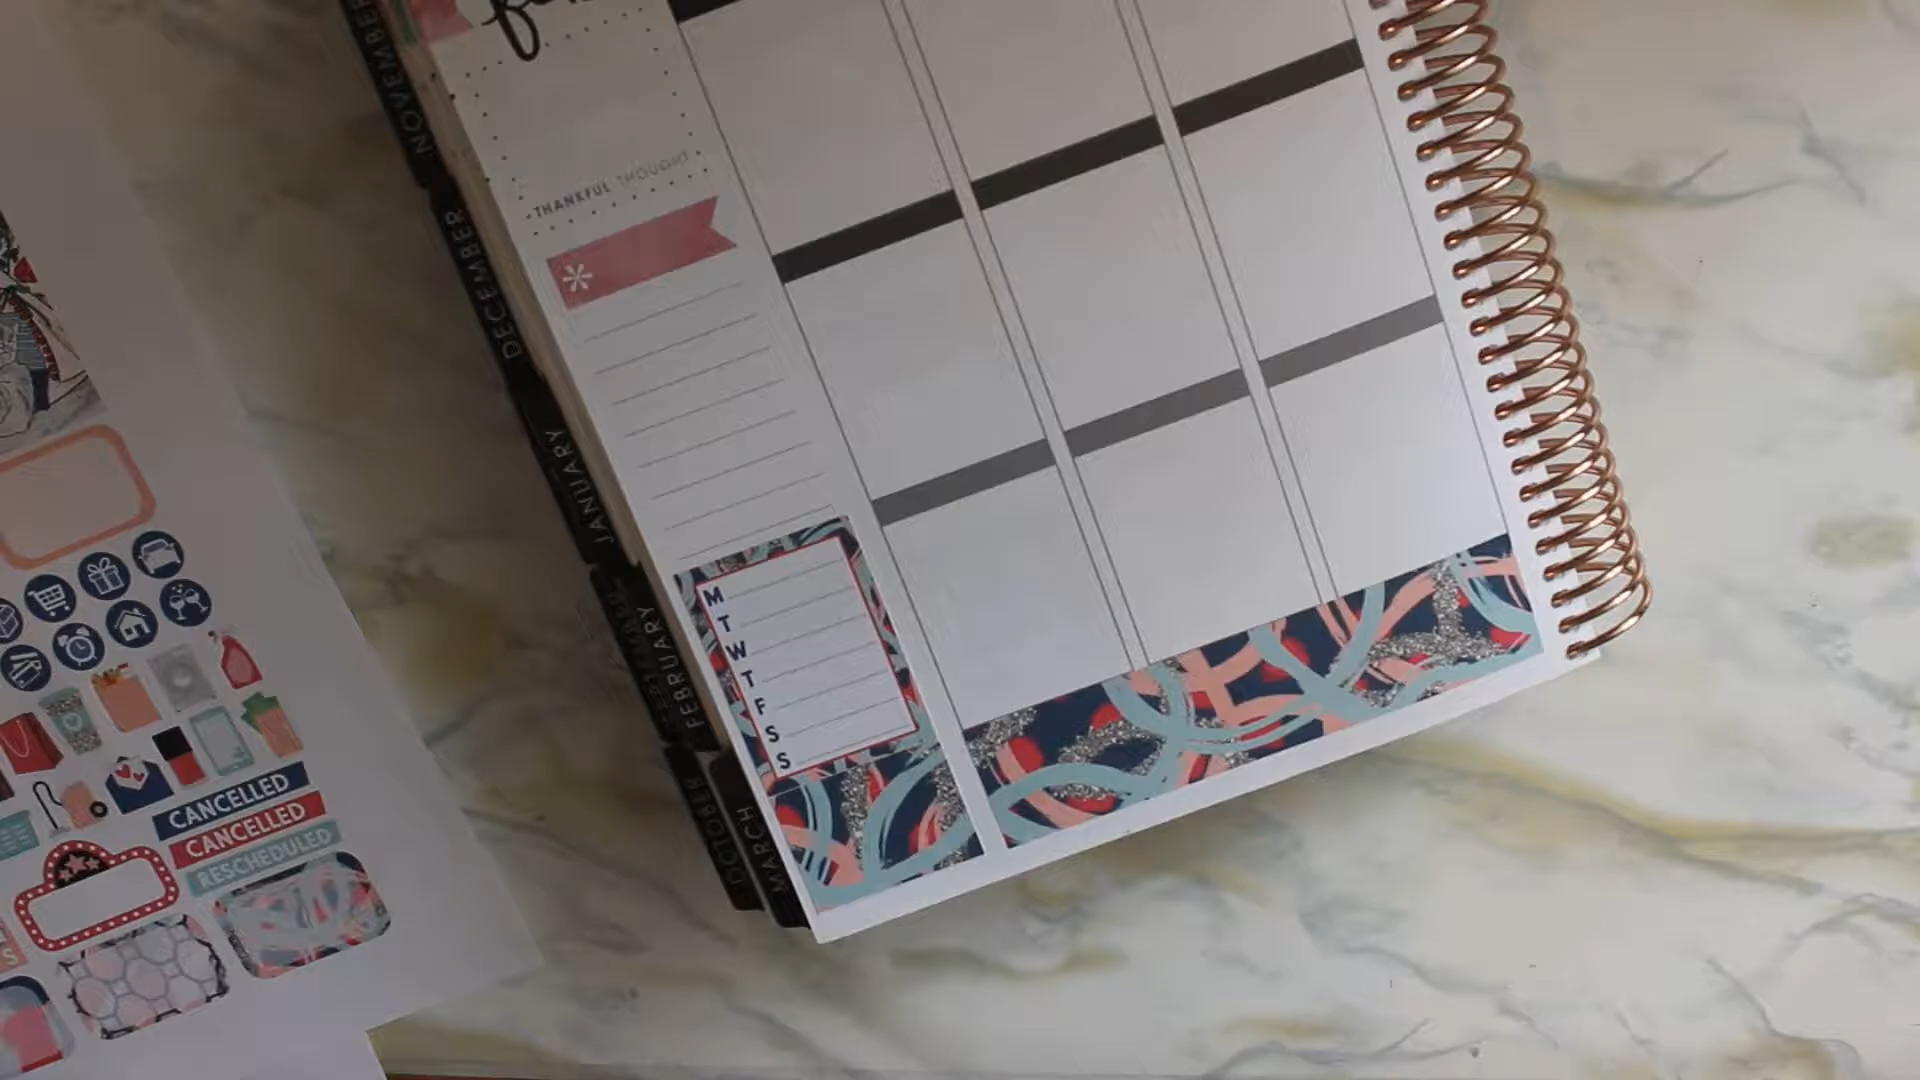 NOVEMBER
THANKFUL THOUGHT
DECEMBER
JANUARY
FEBRUARY
OCTOBER
MARCH
M
T
W
T
F
S
S
CANCELLED
CANCELLED
RESCHEDULED